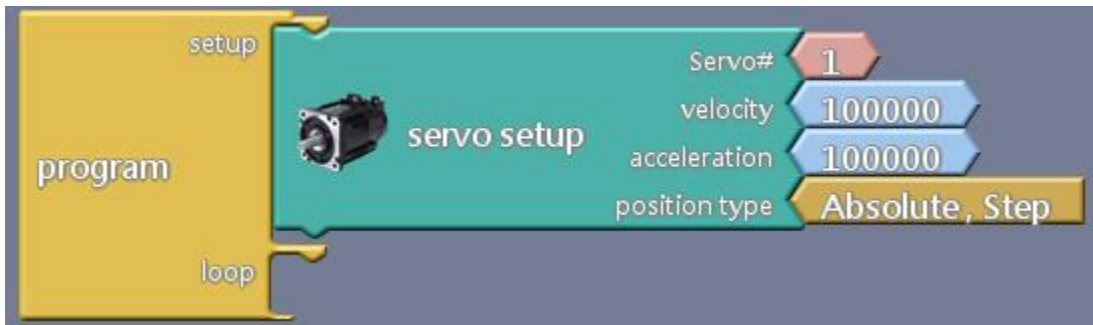 setup
Servo# 1
velocity 100000
servo setup
acceleration 100000
program
position type Absolute, Step
loop